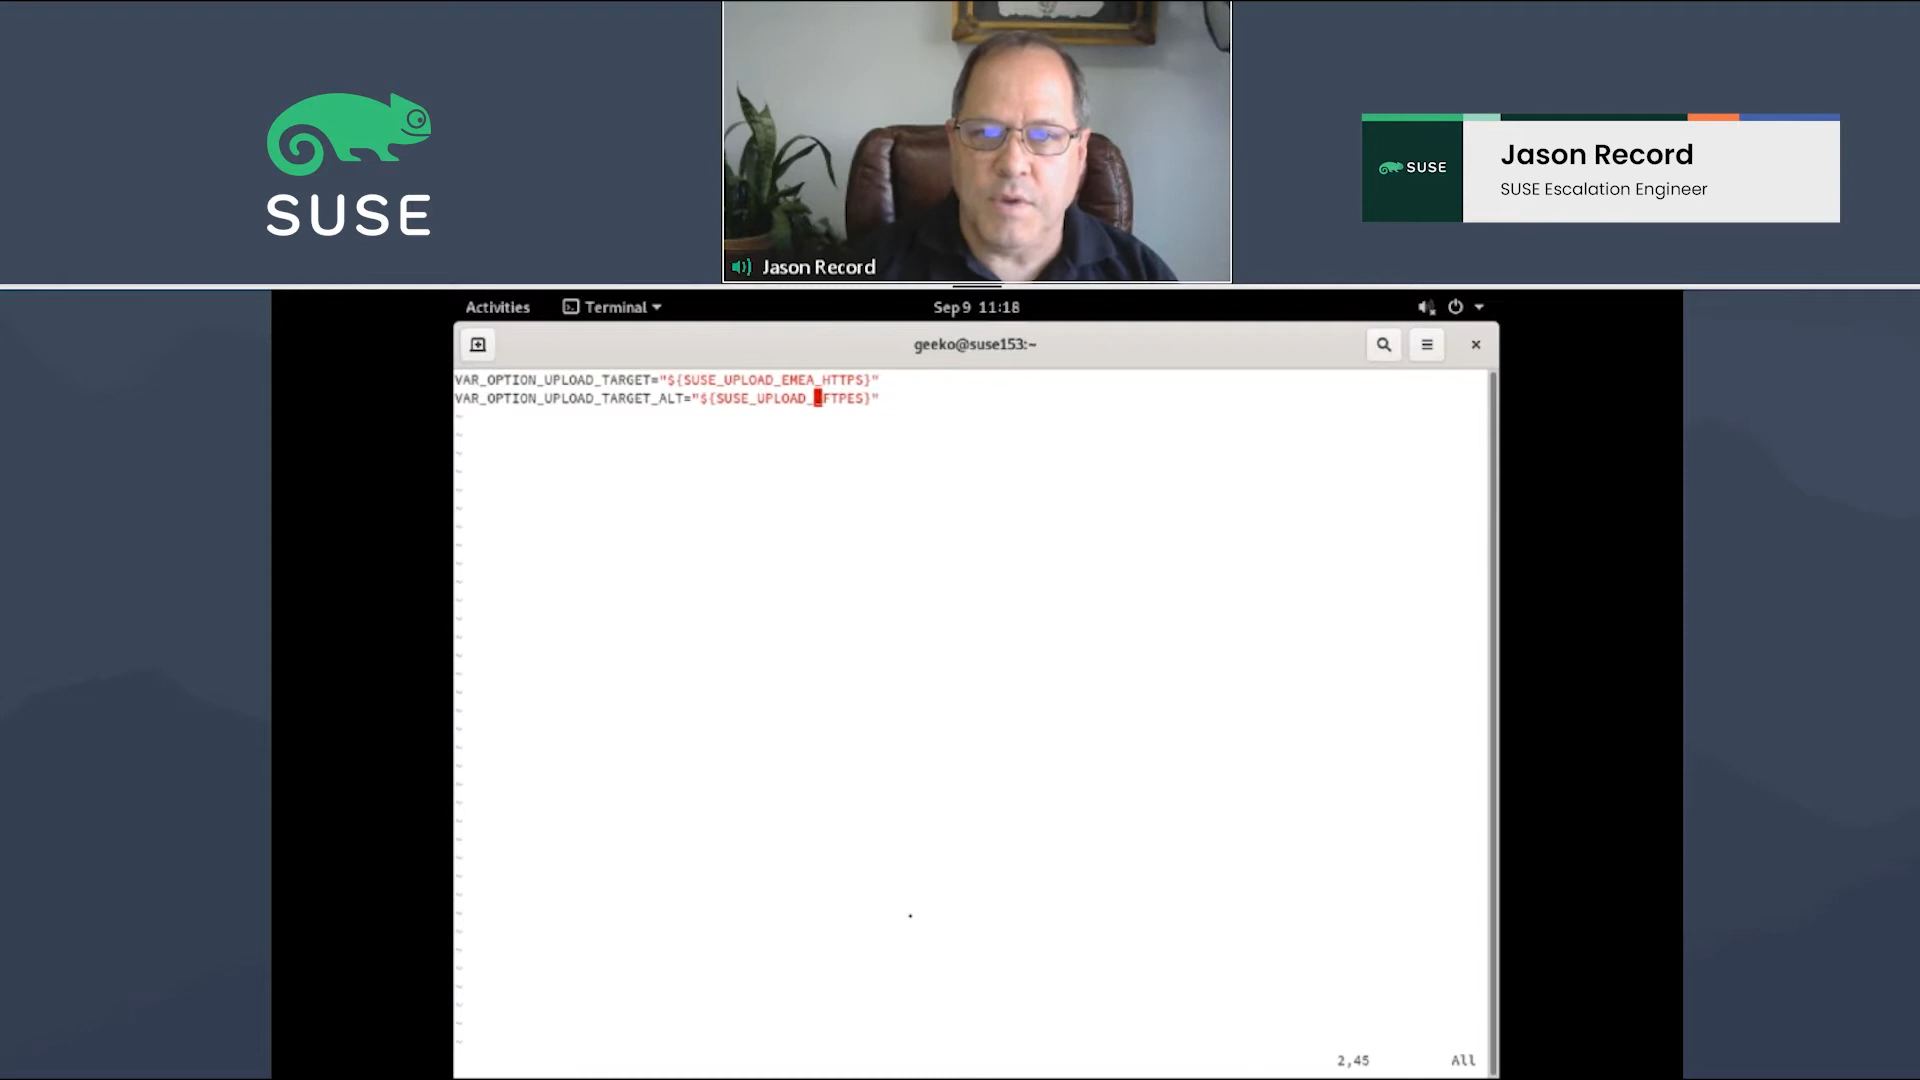 SUSE
Jason Record
SUSE
Jason Record
SUSE Escalation Engineer
Activities
Terminal
Sep 9 11:18
geeko@suse153:~
VAR_OPTION_UPLOAD_TARGET="${SUSE_UPLOAD_EMEA_HTTPS}"
VAR_OPTION_UPLOAD_TARGET_ALT="${SUSE_UPLOAD__FTPES}"
2,45
All